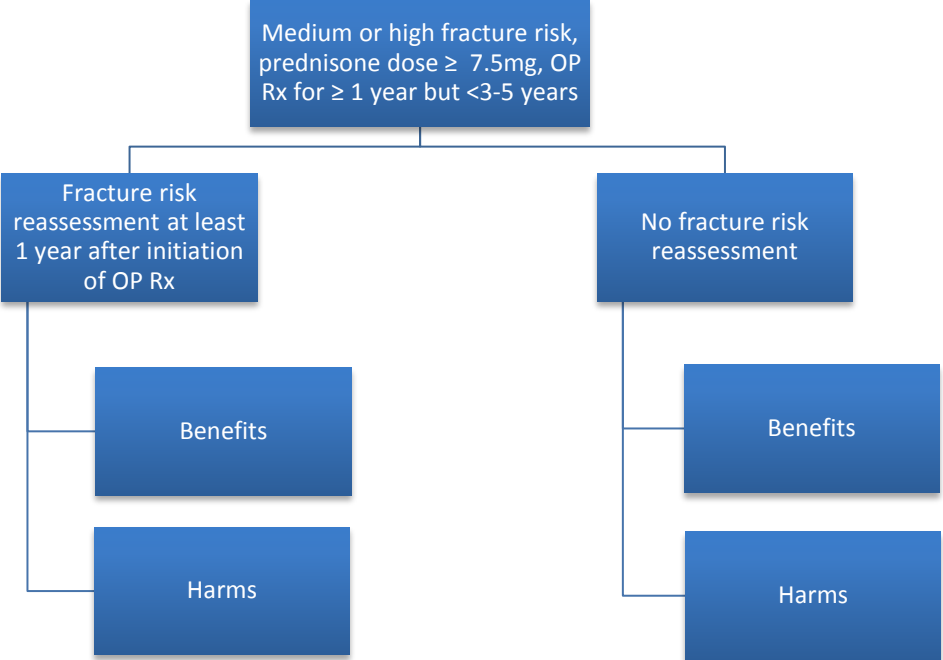 Medium or high fracture risk,
prednisone dose ≥ 7.5mg, OP
Rx for ≥ 1 year but <3-5 years
Fracture risk
reassessment at least
1 year after initiation
of OP Rx
No fracture risk
reassessment
Benefits
Benefits
Harms
Harms